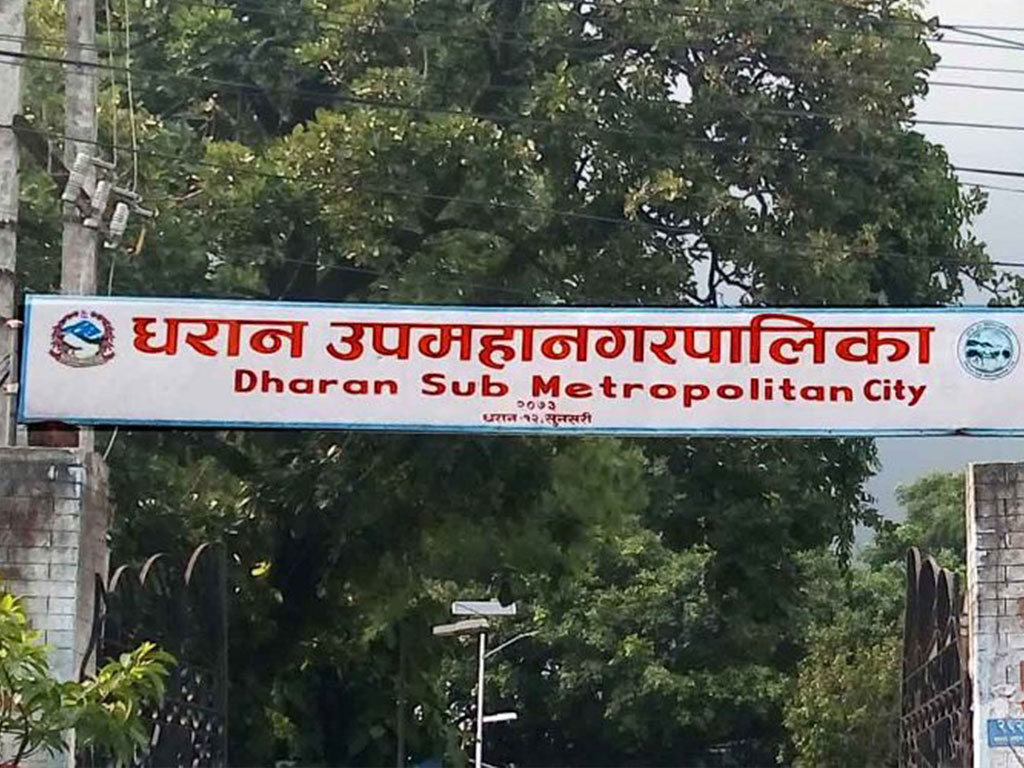 धरान उपमहानगरपालिका
Dharan Sub Metropolitan City
२०७३
धरान-१२, सुनसरी